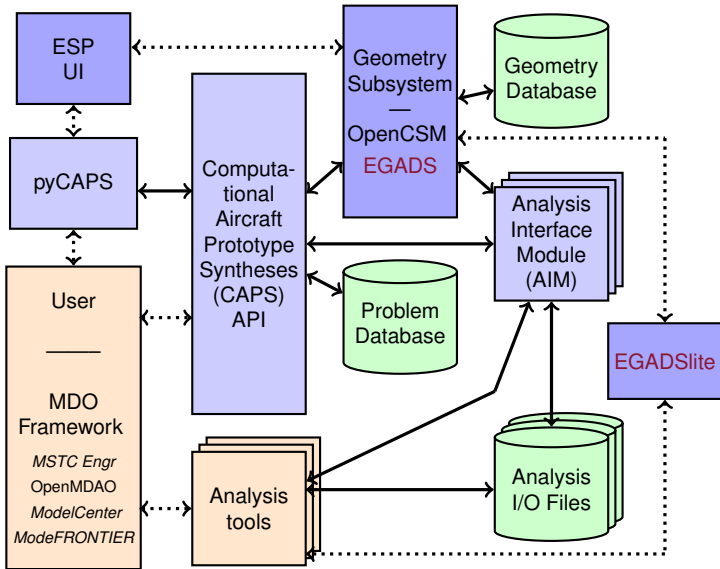 ESP
UI
Geometry
Subsystem
—
OpenCSM
EGADS
Geometry
Database
pyCAPS
Computa-
tional
Aircraft
Prototype
Syntheses
(CAPS)
API
Analysis
Interface
Module
(AIM)
Problem
Database
User
MDO
Framework
MSTC Engr
OpenMDAO
ModelCenter
ModeFRONTIER
EGADSlite
Analysis
tools
Analysis
I/O Files